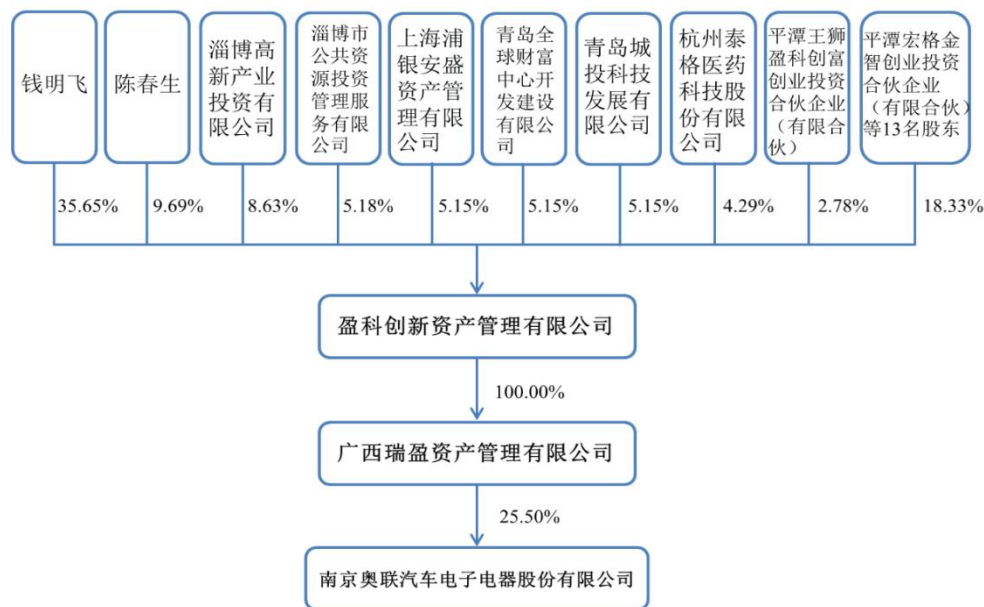 钱明飞
陈春生
淄博高
新产业
投资有
限公司
淄博市
公共资
源投资
管理服
务有限
公司
上海浦
银安盛
资产管
理有限
公司
青岛全
球财富
中心开
发建设
有限公
司
青岛城
投科技
发展有
限公司
杭州泰
格医药
科技股
份有限
公司
平潭王狮
盈科创富
创业投资
合伙企业
（有限合
伙）
平潭宏格金
智创业投资
合伙企业
（有限合伙）
等13名股东
35.65%
9.69%
8.63%
5.18%
5.15%
5.15%
5.15%
4.29%
2.78%
18.33%
盈科创新资产管理有限公司
100.00%
广西瑞盈资产管理有限公司
25.50%
南京奥联汽车电子电器股份有限公司